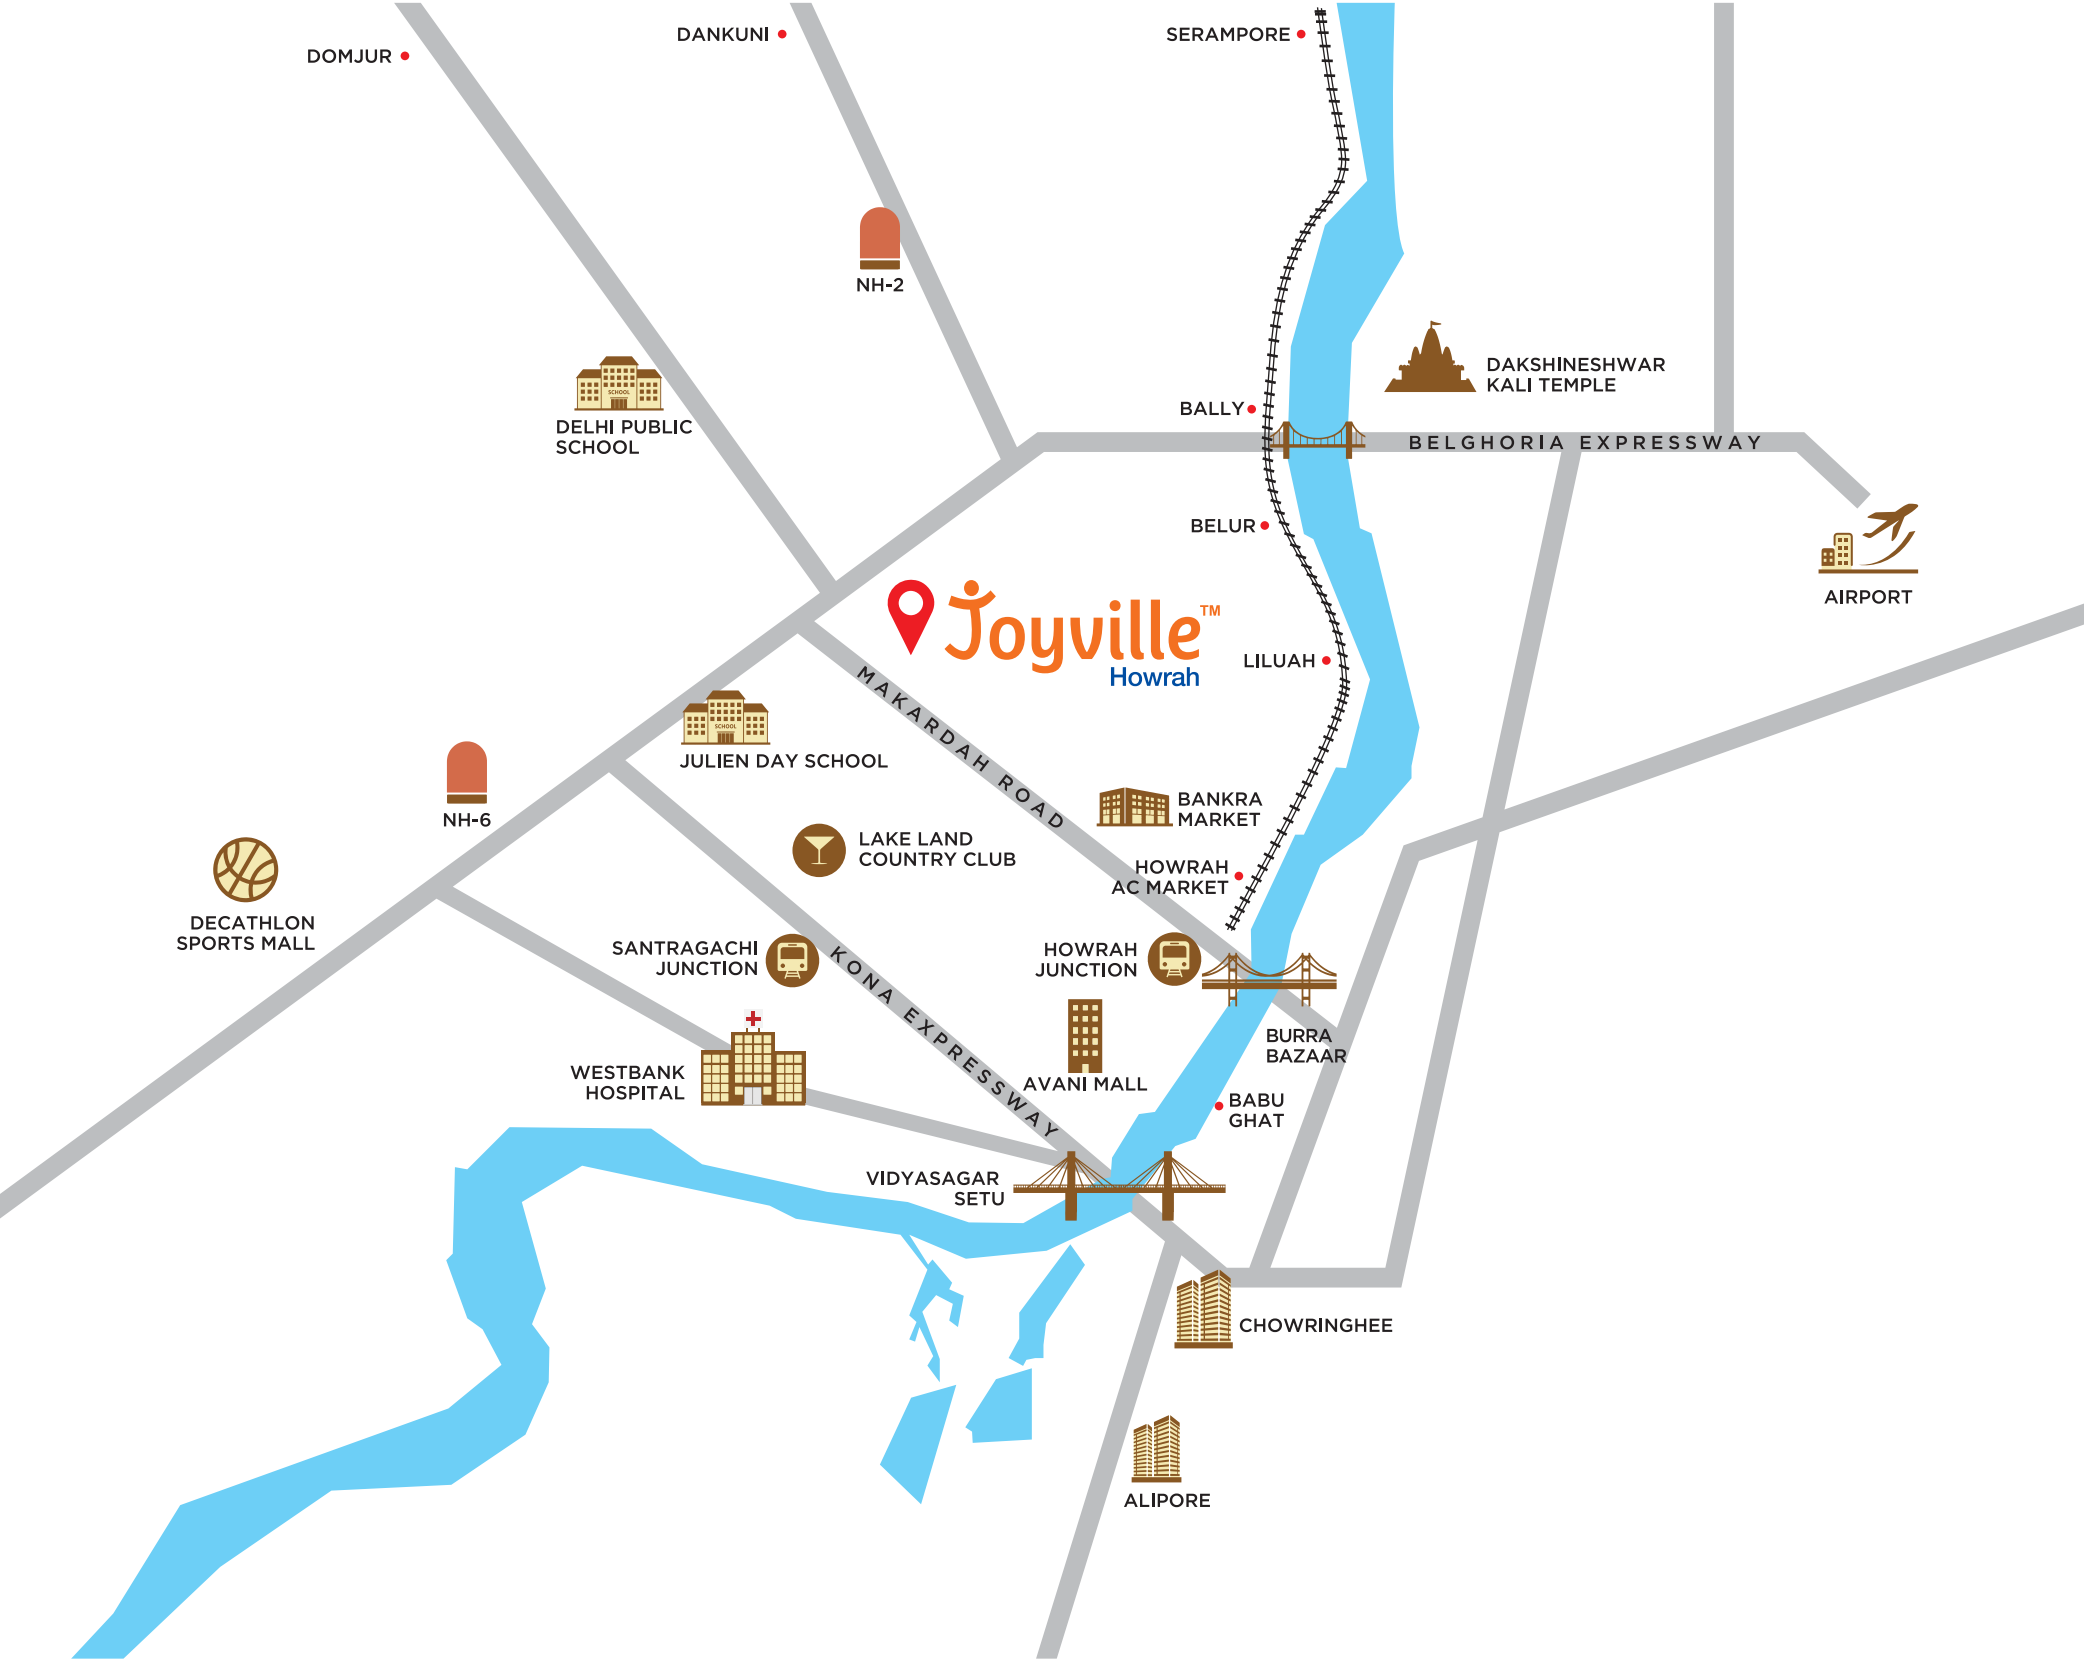 DANKUNI
SERAMPORE
DOMJUR
NH-2
DAKSHINESHWAR
KALI TEMPLE
BALLY
DELHI PUBLIC
SCHOOL
SCHOOL
BELGHORIA EXPRESSWAY
BELUR
AIRPORT
Joyville™
Howrah
LILUAH
MAKARDAH ROAD
SCHOOL
JULIEN DAY SCHOOL
NH-6
BANKRA
MARKET
LAKE LAND
COUNTRY CLUB
HOWRAH
AC MARKET
DECATHLON
SPORTS MALL
SANTRAGACHI
JUNCTION
KONA EXPRESSWAY
HOWRAH
JUNCTION
BURRA
BAZAAR
WESTBANK
HOSPITAL
AVANI MALL
BABU
GHAT
VIDYASAGAR
SETU
CHOWRINGHEE
ALIPORE